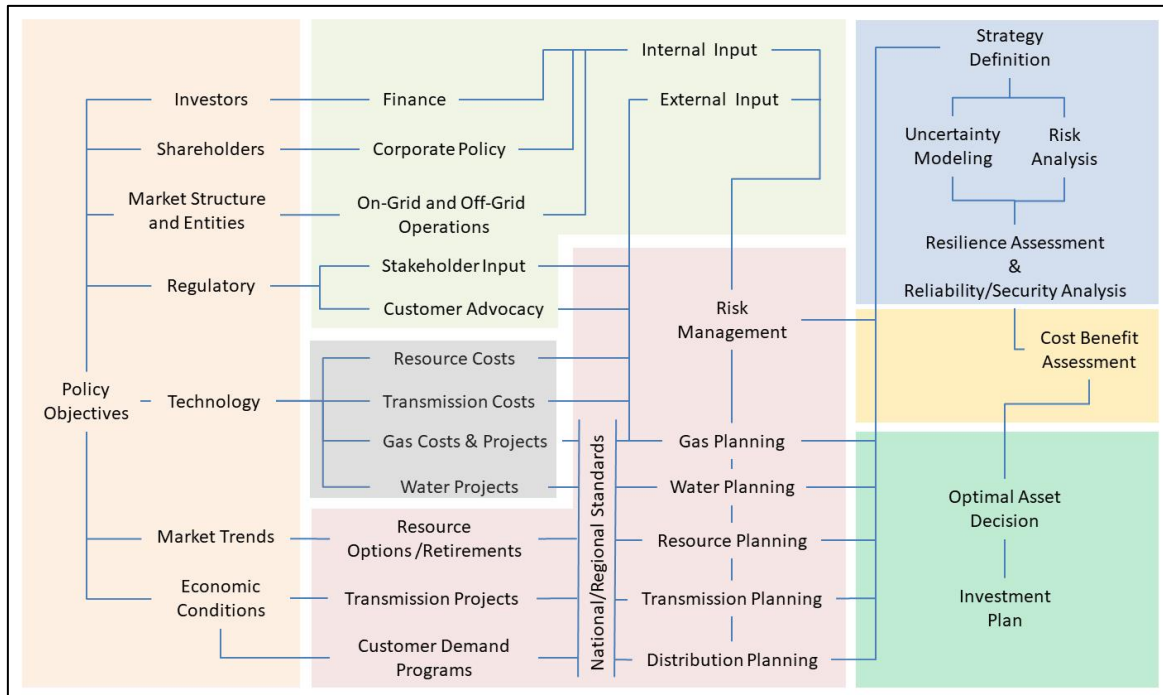 Policy
Objectives
Investors
Shareholders
Market Structure
and Entities
Regulatory
Technology
Market Trends
Economic
Conditions
Finance
Corporate Policy
On-Grid and Off-Grid
Operations
Stakeholder Input
Customer Advocacy
Resource Costs
Transmission Costs
Gas Costs & Projects
Water Projects
Resource
Options /Retirements
Transmission Projects
Customer Demand
Programs
National/Regional Standards
Internal Input
External Input
Risk
Management
Gas Planning
Water Planning
Resource Planning
Transmission Planning
Distribution Planning
Strategy
Definition
Uncertainty
Modeling
Risk
Analysis
Resilience Assessment
&
Reliability/Security Analysis
Cost Benefit
Assessment
Optimal Asset
Decision
Investment
Plan